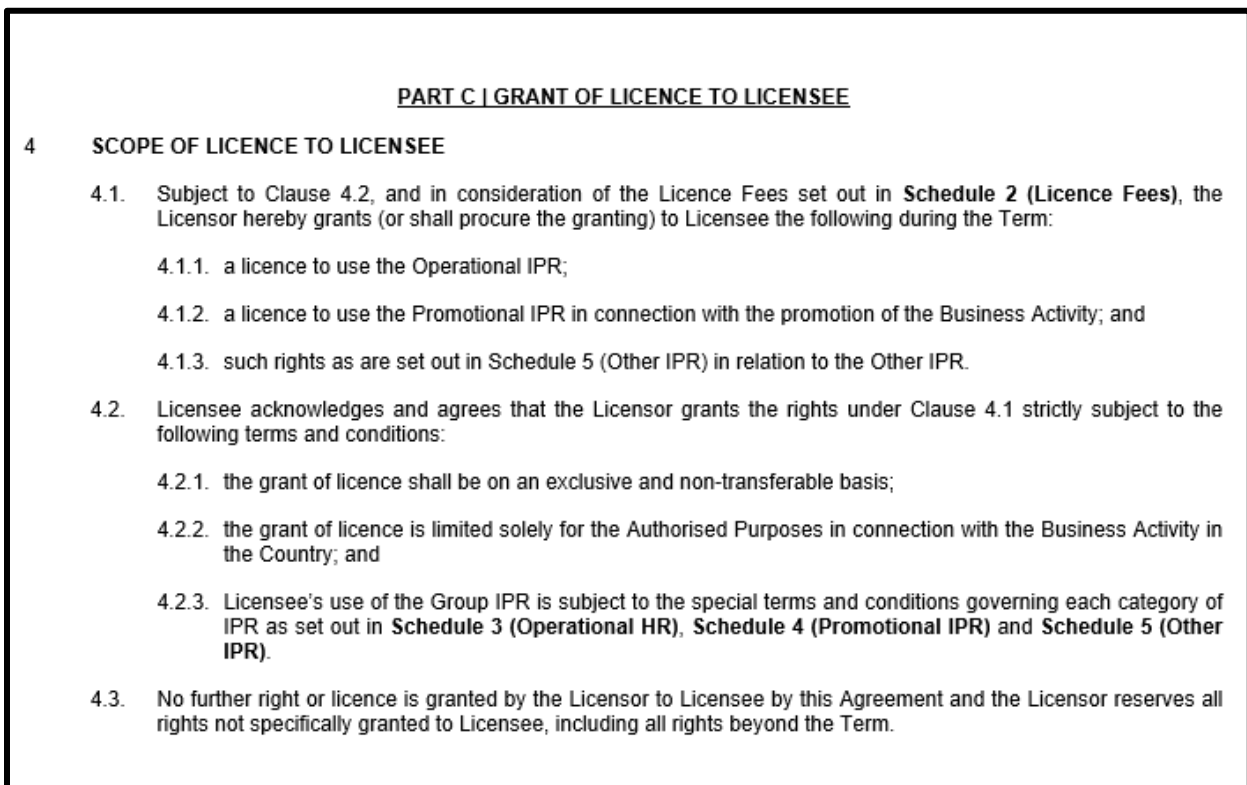 PART C | GRANT OF LICENCE TO LICENSEE
4 SCOPE OF LICENCE TO LICENSEE
4.1. Subject to Clause 4.2, and in consideration of the Licence Fees set out in Schedule 2 (Licence Fees), the
Licensor hereby grants (or shall procure the granting) to Licensee the following during the Term:
4.1.1. a licence to use the Operational IPR;
4.1.2. a licence to use the Promotional IPR in connection with the promotion of the Business Activity; and
4.1.3. such rights as are set out in Schedule 5 (Other IPR) in relation to the Other IPR.
4.2. Licensee acknowledges and agrees that the Licensor grants the rights under Clause 4.1 strictly subject to the
following terms and conditions:
4.2.1. the grant of licence shall be on an exclusive and non-transferable basis;
4.2.2. the grant of licence is limited solely for the Authorised Purposes in connection with the Business Activity in
the Country; and
4.2.3. Licensee's use of the Group IPR is subject to the special terms and conditions governing each category of
IPR as set out in Schedule 3 (Operational HR), Schedule 4 (Promotional IPR) and Schedule 5 (Other
IPR).
4.3. No further right or licence is granted by the Licensor to Licensee by this Agreement and the Licensor reserves all
rights not specifically granted to Licensee, including all rights beyond the Term.